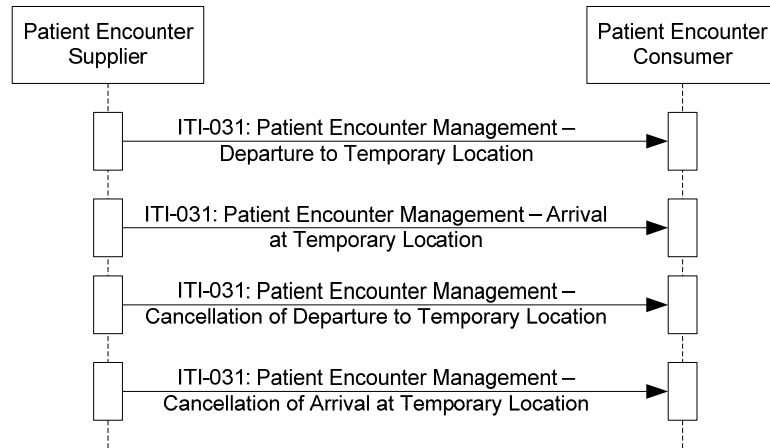 Patient Encounter
Supplier
Patient Encounter
Consumer
ITI-031: Patient Encounter Management –
Departure to Temporary Location
ITI-031: Patient Encounter Management – Arrival
at Temporary Location
ITI-031: Patient Encounter Management –
Cancellation of Departure to Temporary Location
ITI-031: Patient Encounter Management –
Cancellation of Arrival at Temporary Location